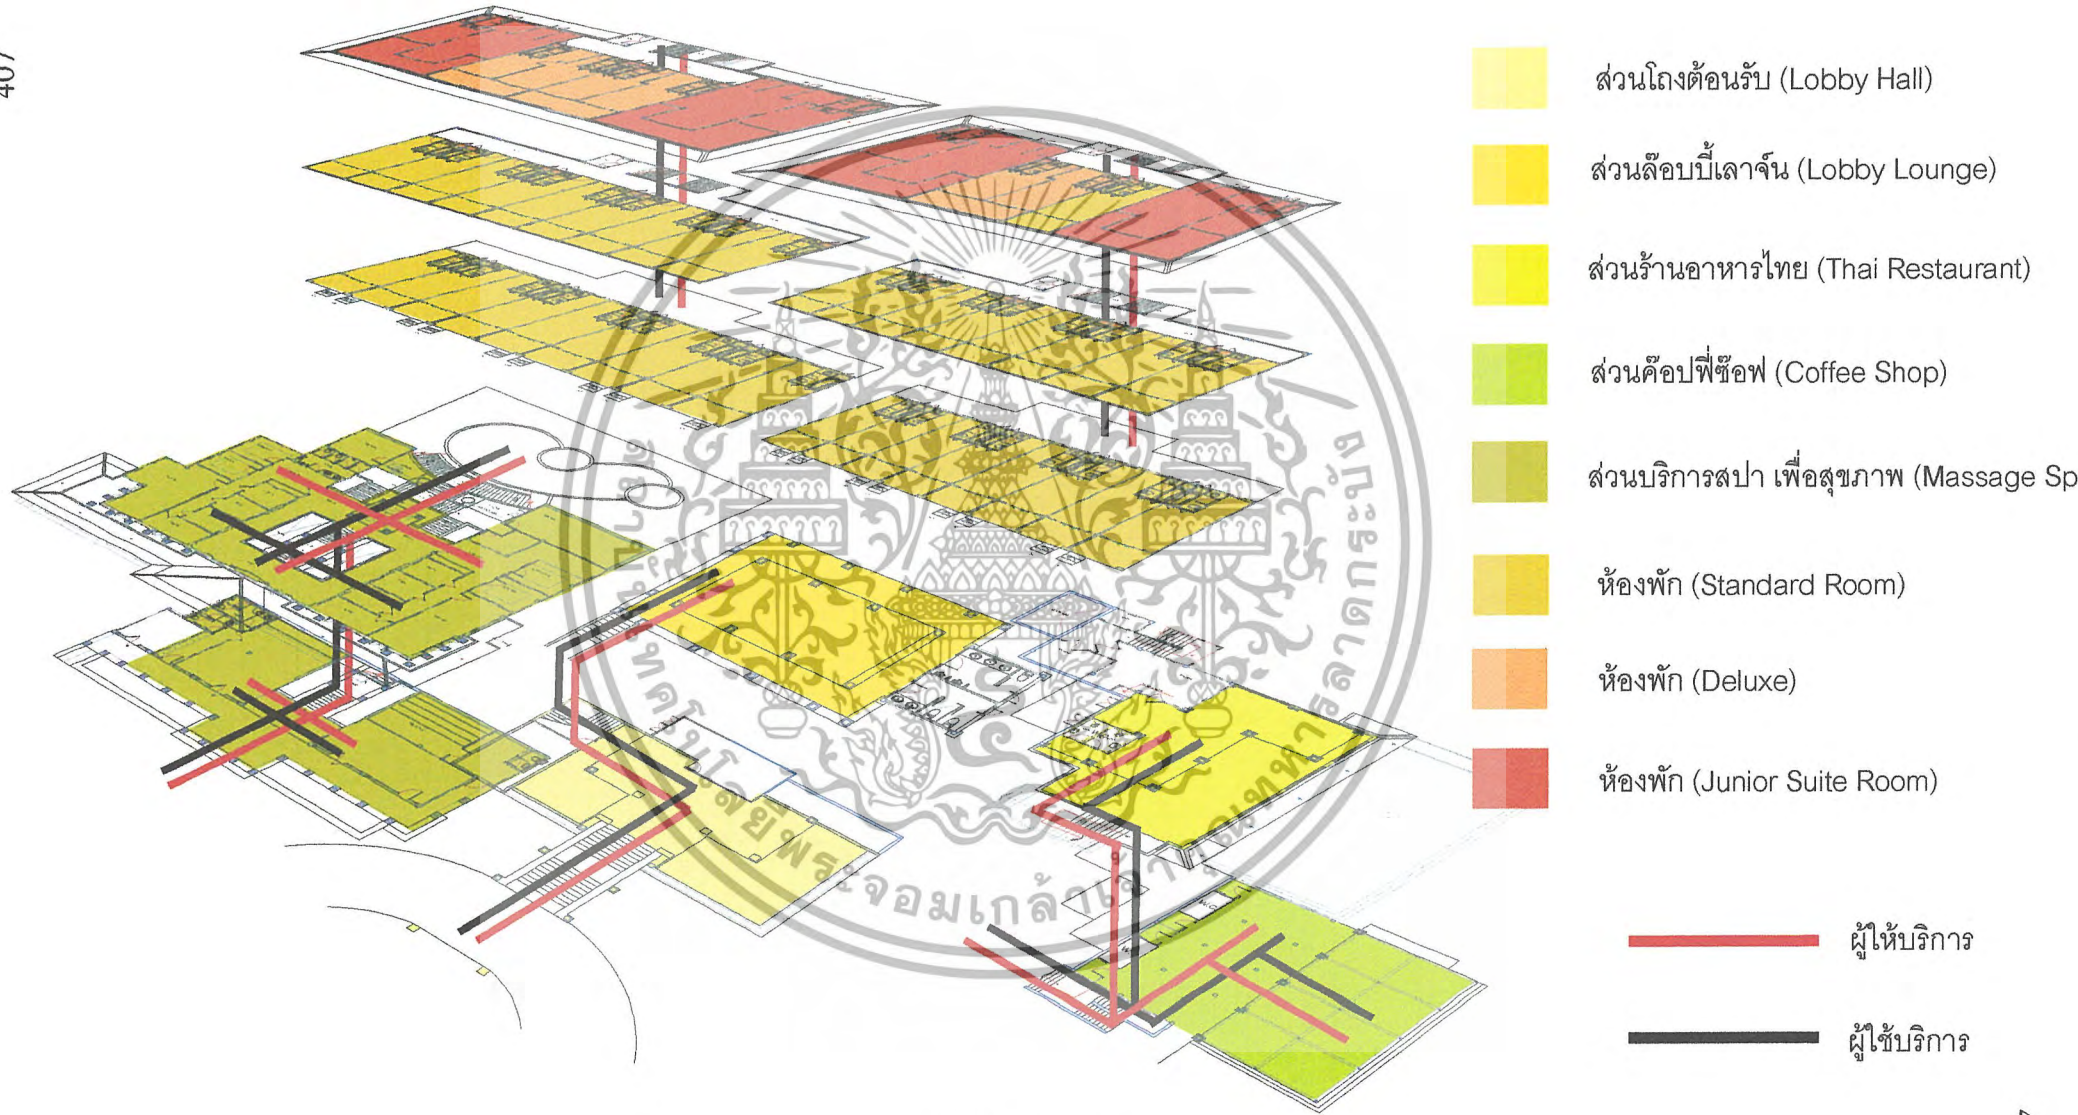 407
ส่วนโถงต้อนรับ (Lobby Hall)
ส่วนล๊อบบี้เลาจ์น (Lobby Lounge)
ส่วนร้านอาหารไทย (Thai Restaurant)
ส่วนค๊อปฟี่ช๊อฟ (Coffee Shop)
ส่วนบริการสปา เพื่อสุขภาพ (Massage Sp
ห้องพัก (Standard Room)
ห้องพัก (Deluxe)
ห้องพัก (Junior Suite Room)
ผู้ให้บริการ
ผู้ใช้บริการ